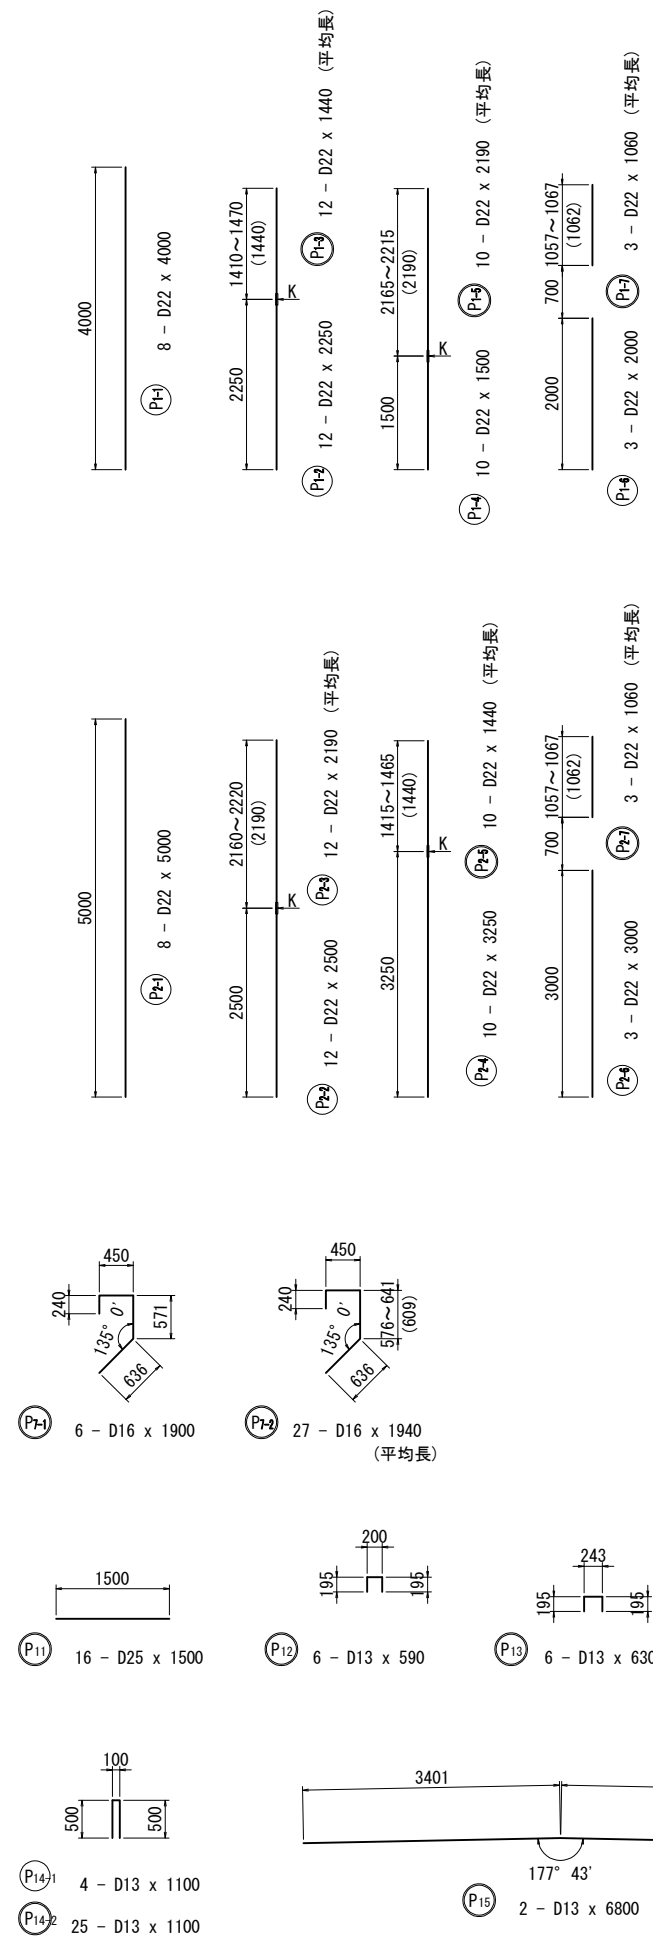 4000
P1-1
8 - D22 x 4000
1410～1470
(1440)
2250
K
P1-3
12 - D22 x 1440 (平均長)
P1-2
12 - D22 x 2250
2165～2215
(2190)
1500
K
P1-5
10 - D22 x 2190 (平均長)
P1-4
10 - D22 x 1500
1057～1067
(1062)
700
2000
P1-7
3 - D22 x 1060 (平均長)
P1-6
3 - D22 x 2000
5000
P2-1
8 - D22 x 5000
2160～2220
(2190)
2500
K
P2-3
12 - D22 x 2190 (平均長)
P2-2
12 - D22 x 2500
1415～1465
(1440)
3250
K
P2-5
10 - D22 x 1440 (平均長)
P2-4
10 - D22 x 3250
1057～1067
(1062)
700
3000
P2-7
3 - D22 x 1060 (平均長)
P2-6
3 - D22 x 3000
450
240
571
135° 0'
636
P7-1
6 - D16 x 1900
450
240
576～641
(609)
135° 0'
636
P7-2
27 - D16 x 1940
(平均長)
1500
P11
16 - D25 x 1500
200
195
195
P12
6 - D13 x 590
243
195
195
P13
6 - D13 x 630
100
500
500
P14-1
4 - D13 x 1100
P14-2
25 - D13 x 1100
3401
177° 43'
P15
2 - D13 x 6800